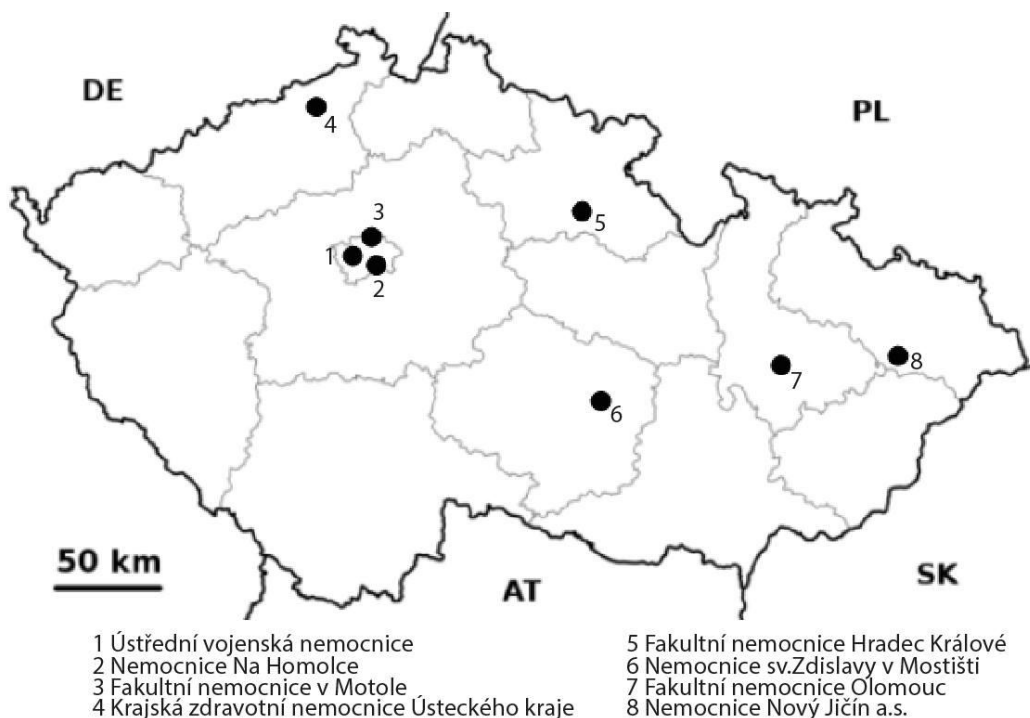 DE
PL
4
3
5
1
2
8
7
6
50 km
AT
SK
1 Ústřední vojenská nemocnice
2 Nemocnice Na Homolce
3 Fakultní nemocnice v Motole
4 Krajská zdravotní nemocnice Ústeckého kraje
5 Fakultní nemocnice Hradec Králové
6 Nemocnice sv.Zdislavy v Mostišti
7 Fakultní nemocnice Olomouc
8 Nemocnice Nový Jičín a.s.